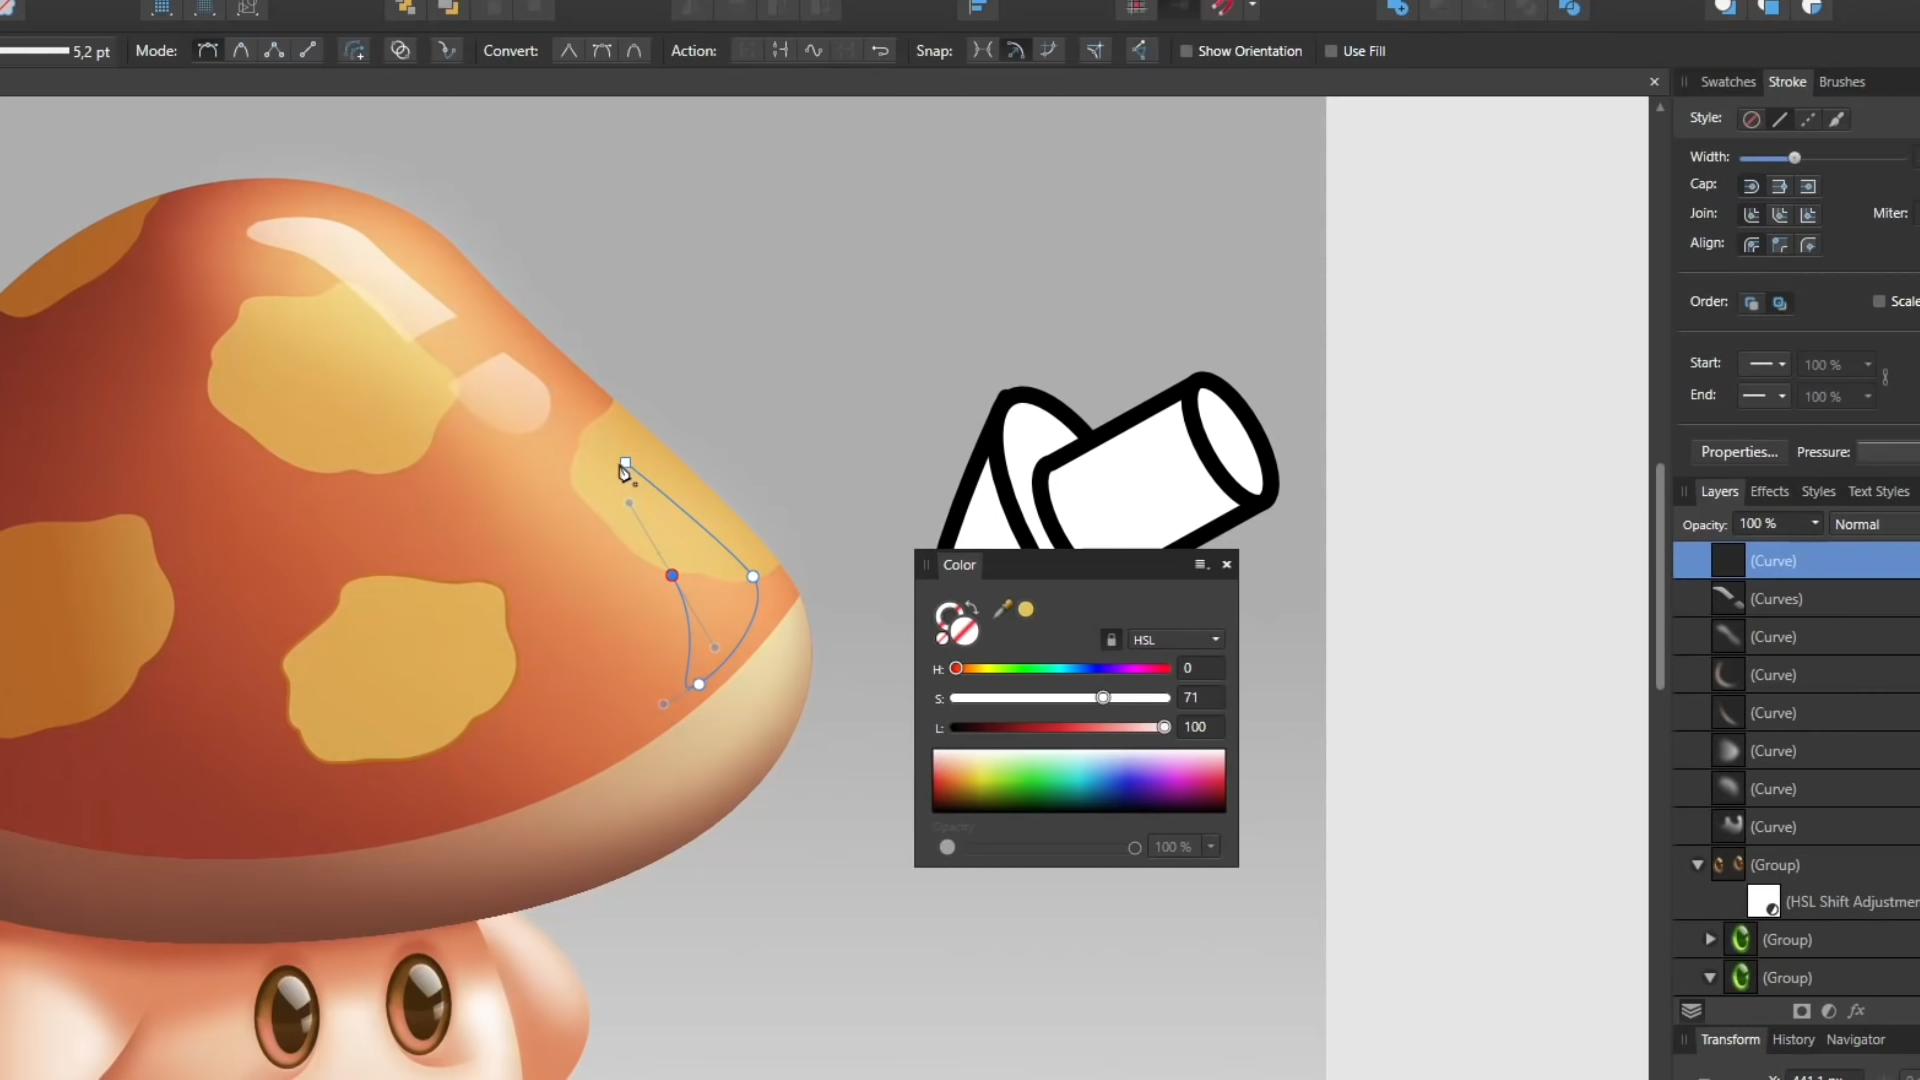 5,2 pt Mode: Convert: Action: Snap: Show Orientation Use Fill
Swatches Stroke Brushes
Style:
Width:
Cap:
Join: Miter:
Align:
Order: Scale
Start: 100 %
End: 100 %
Properties... Pressure:
Layers Effects Styles Text Styles
Opacity: 100 % Normal
(Curve)
(Curves)
(Curve)
(Curve)
(Curve)
(Curve)
(Curve)
(Curve)
(Group)
(HSL Shift Adjustmen
(Group)
(Group)
fx
Transform History Navigator
Color
HSL
H: 0
S: 71
L: 100
Opacity
100 %